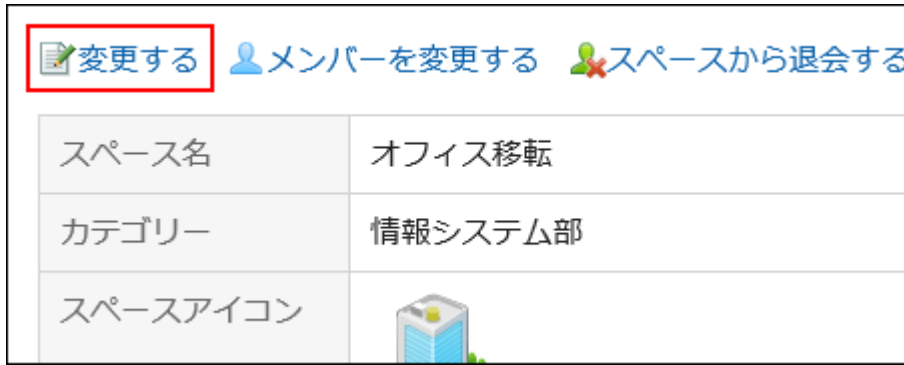 変更する メンバーを変更する スペースから退会する
スペース名 オフィス移転
カテゴリー 情報システム部
スペースアイコン